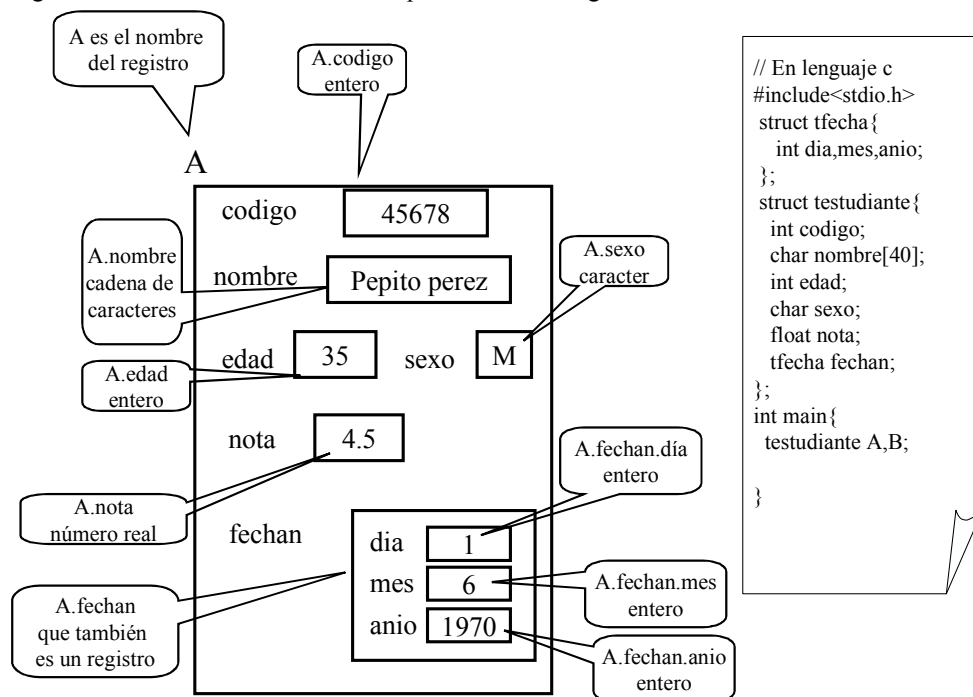 A es el nombre
del registro
A.codigo
entero
A
codigo
45678
A.nombre
cadena de
caracteres
nombre
Pepito perez
A.sexo
caracter
edad
35
sexo
M
A.edad
entero
nota
4.5
A.nota
número real
A.fechan.día
entero
fechan
dia
1
mes
6
anio
1970
A.fechan.mes
entero
A.fechan
que también
es un registro
A.fechan.anio
entero
// En lenguaje c
#include<stdio.h>
struct tfecha{
int dia,mes,anio;
};
struct testudiante{
int codigo;
char nombre[40];
int edad;
char sexo;
float nota;
tfecha fechan;
};
int main{
testudiante A,B;
}